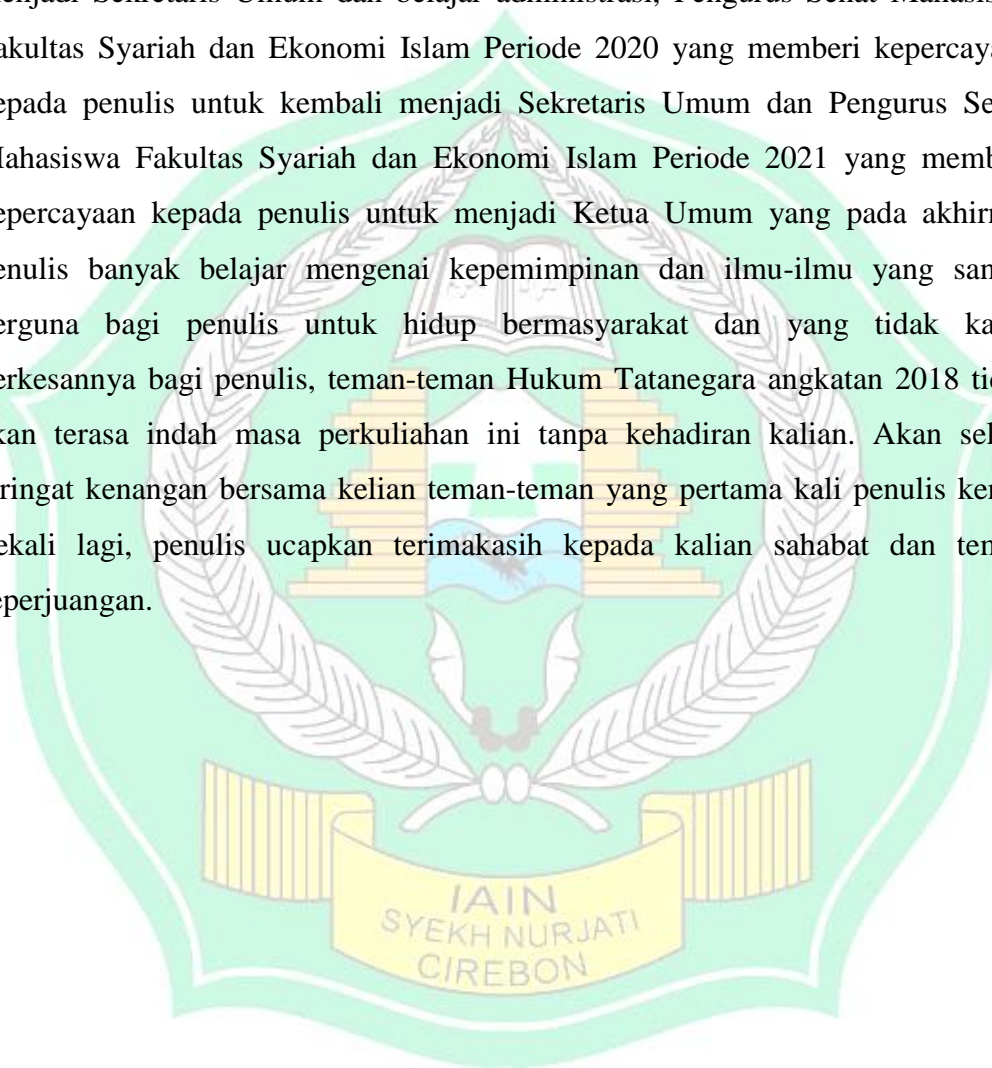 enjadi Sekretaris Umum dan belajar administrasi, Pengurus Senat Mahasis
akultas Syariah dan Ekonomi Islam Periode 2020 yang memberi kepercaya
epada penulis untuk kembali menjadi Sekretaris Umum dan Pengurus Se
ahasiswa Fakultas Syariah dan Ekonomi Islam Periode 2021 yang memb
epercayaan kepada penulis untuk menjadi Ketua Umum yang pada akhirn
enulis banyak belajar mengenai kepemimpinan dan ilmu-ilmu yang san
erguna bagi penulis untuk hidup bermasyarakat dan yang tidak ka
erkesannya bagi penulis, teman-teman Hukum Tatanegara angkatan 2018 tid
kan terasa indah masa perkuliahan ini tanpa kehadiran kalian. Akan sel
ringat kenangan bersama kelian teman-teman yang pertama kali penulis ken
ekali lagi, penulis ucapkan terimakasih kepada kalian sahabat dan tem
eperjuangan.
IAIN
SYEKH NURJATI
CIREBON